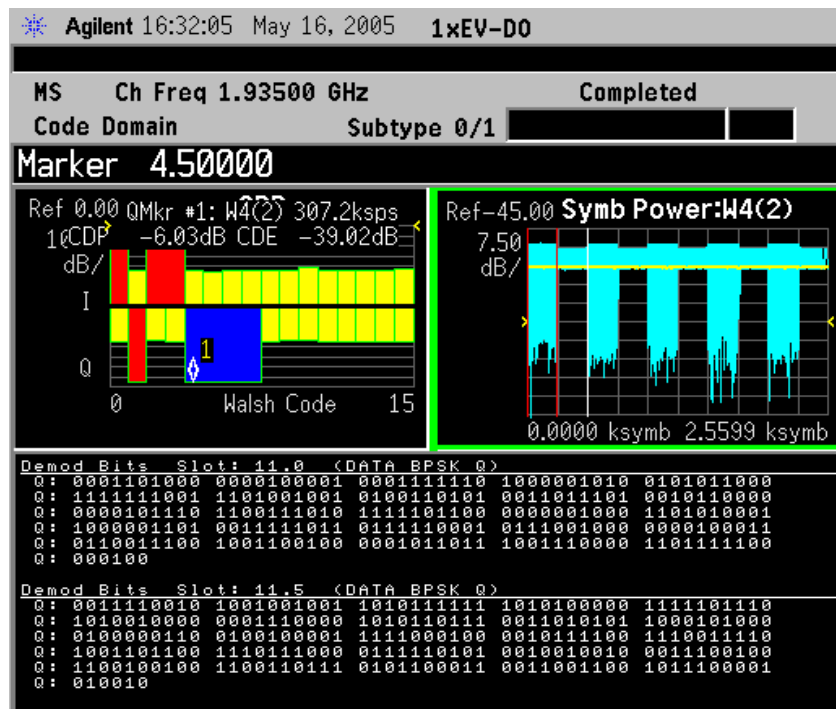 Agilent 16:32:05 May 16, 2005 1xEV-DO
MS Ch Freq 1.93500 GHz Completed
Code Domain Subtype 0/1
Marker 4.50000
Ref 0.00 QMkr #1: W4(2) 307.2ksps
CDP -6.03dB CDE -39.02dB
dB/
I
1
Q
0 Walsh Code 15
Ref-45.00 Symb Power:W4(2)
7.50
dB/
0.0000 ksymb 2.5599 ksymb
Demod Bits Slot: 11.0 (DATA BPSK Q)
Q: 0001101000 0000100001 0001111110 1000001010 0101011000
Q: 1111111001 1101001001 0100110101 0011011101 0010110000
Q: 0000101110 1100111010 1111101100 0000001000 1101010001
Q: 1000001101 0011111011 0111110001 0111001000 0000100011
Q: 0110011100 1001100100 0001011011 1001110000 1101111100
Q: 000100
Demod Bits Slot: 11.5 (DATA BPSK Q)
Q: 0011110010 1001001001 1010111111 1010100000 1111101110
Q: 1010010000 0001110000 1010110110 0011010101 1000101000
Q: 0100000110 0100100001 1111000100 0010111100 1110011110
Q: 1001101100 1110110101 1111010101 0010010010 0011100100
Q: 1100100100 1100110111 0101100011 0011001100 1011100001
Q: 010010